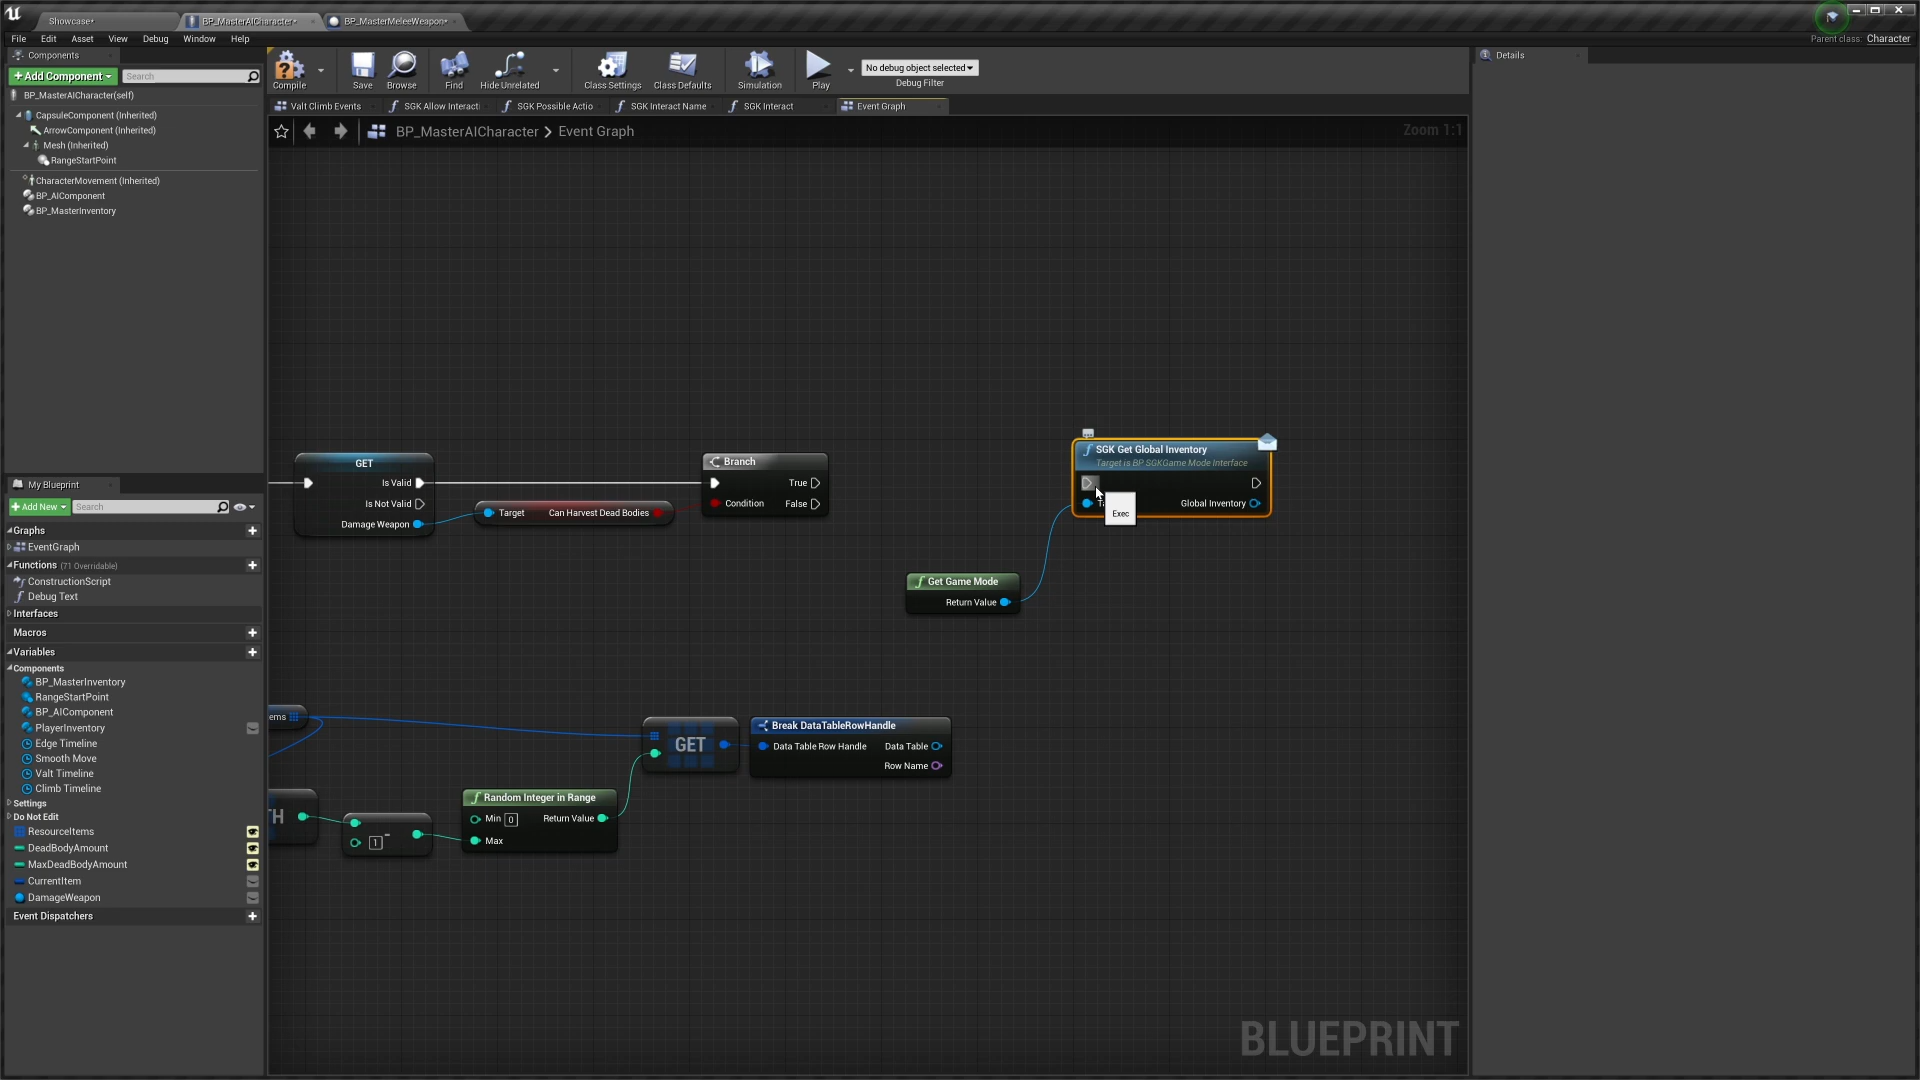 Showcase*
BP_MasterAICharacter*
BP_MasterMeleeWeapon*
File Edit Asset View Debug Window Help
Parent class: Character
Components
+Add Component
Search
BP_MasterAICharacter(self)
CapsuleComponent (Inherited)
ArrowComponent (Inherited)
Mesh (Inherited)
RangeStartPoint
CharacterMovement (Inherited)
BP_AIComponent
BP_MasterInventory
Compile
Save
Browse
Find
Hide Unrelated
Class Settings
Class Defaults
Simulation
Play
No debug object selected
Debug Filter
Details
Valt Climb Events
SGK Allow Interacti
SGK Possible Actio
SGK Interact Name
SGK Interact
Event Graph
BP_MasterAICharacter > Event Graph
Zoom 1:1
GET
Is Valid
Is Not Valid
Damage Weapon
Target Can Harvest Dead Bodies
Branch
True
Condition False
SGK Get Global Inventory
Target is BP SGKGame Mode Interface
Global Inventory
Exec
Get Game Mode
Return Value
ems
GET
Break DataTableRowHandle
Data Table Row Handle Data Table
Row Name
TH
1
-
Random Integer in Range
Min 0 Return Value
Max
BLUEPRINT
My Blueprint
+Add New
Search
Graphs
EventGraph
Functions (71 Overridable)
ConstructionScript
Debug Text
Interfaces
Macros
Variables
Components
BP_MasterInventory
RangeStartPoint
BP_AIComponent
PlayerInventory
Edge Timeline
Smooth Move
Valt Timeline
Climb Timeline
Settings
Do Not Edit
ResourceItems
DeadBodyAmount
MaxDeadBodyAmount
CurrentItem
DamageWeapon
Event Dispatchers